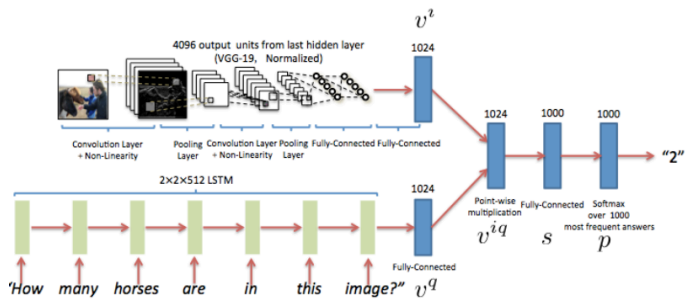 v^i
4096 output units from last hidden layer
(VGG-19, Normalized)
1024
Convolution Layer
+ Non-Linearity
Pooling
Layer
Convolution Layer
+ Non-Linearity
Pooling
Layer
Fully-Connected
Fully-Connected
1024
1000
1000
"2"
Point-wise
multiplication
Fully-Connected
Softmax
over 1000
most frequent answers
v^{iq}
s
p
2×2×512 LSTM
1024
Fully-Connected
"How many horses are in this image?"
v^q